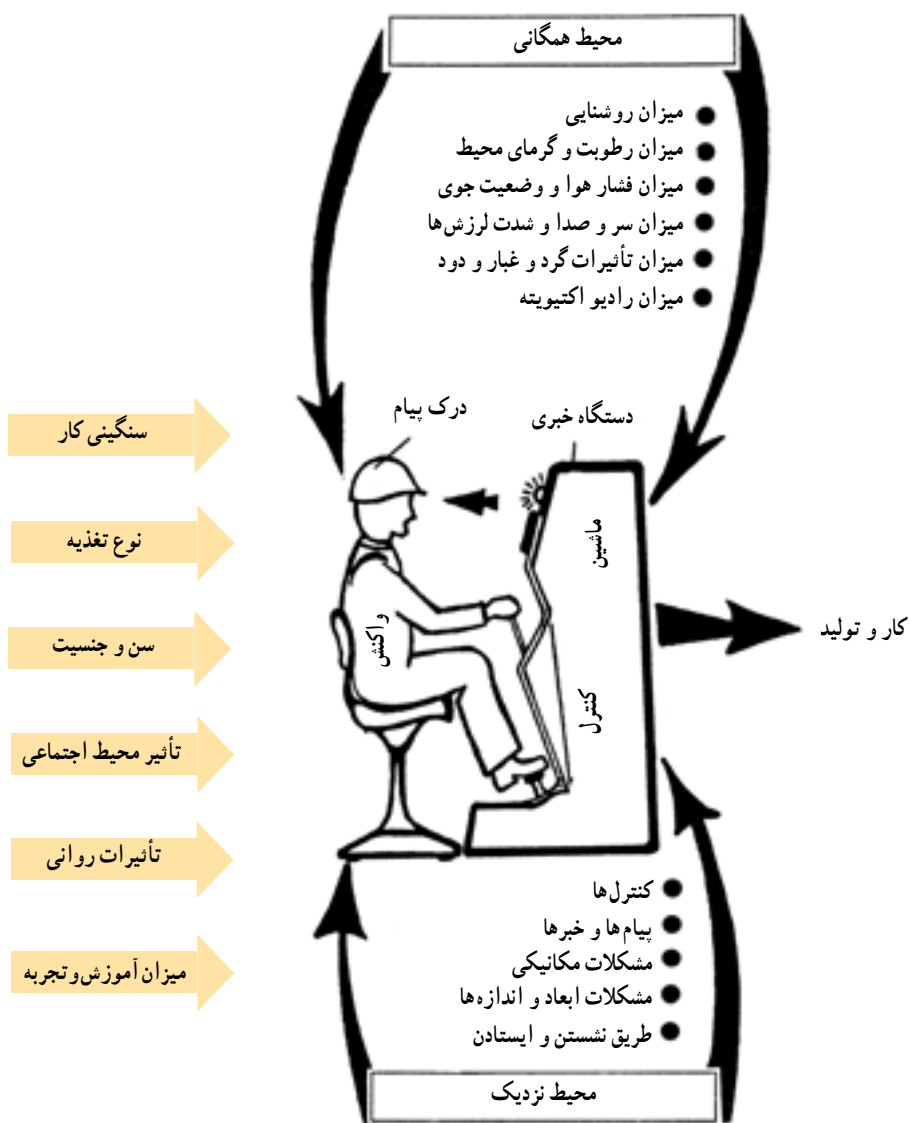 محیط همگانی
میزان روشنایی
میزان رطوبت و گرمای محیط
میزان فشار هوا و وضعیت جوی
میزان سر و صدا و شدت لرزش‌ها
میزان تأثیرات گرد و غبار و دود
میزان رادیو اکتیویته
دستگاه خبری
درک پیام
ماشین
واکنش
کنترل
کار و تولید
سنگینی کار
نوع تغذیه
سن و جنسیت
تأثیر محیط اجتماعی
تأثیرات روانی
میزان آموزش و تجربه
کنترل‌ها
پیام‌ها و خبرها
مشکلات مکانیکی
مشکلات ابعاد و اندازه‌ها
طریق نشستن و ایستادن
محیط نزدیک